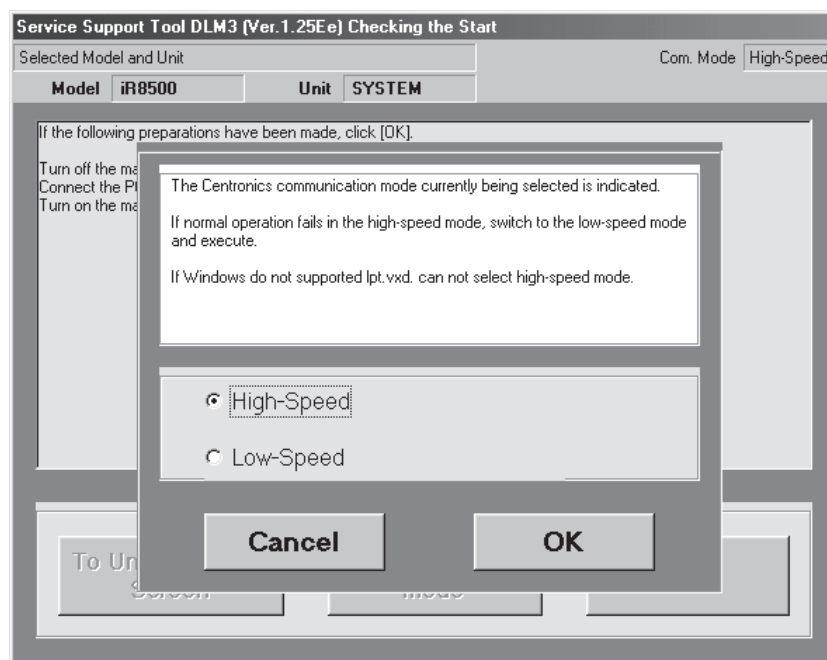 Service Support Tool DLM3 (Ver.1.25Ee) Checking the Start
Selected Model and Unit Com. Mode High-Speed
Model iR8500 Unit SYSTEM
If the following preparations have been made, click [OK].
Turn off the
Connect the
Turn on the
The Centronics communication mode currently being selected is indicated.
If normal operation fails in the high-speed mode, switch to the low-speed mode
and execute.
If Windows do not supported lpt.vxd. can not select high-speed mode.
High-Speed
Low-Speed
Cancel OK
To
Screen Mode